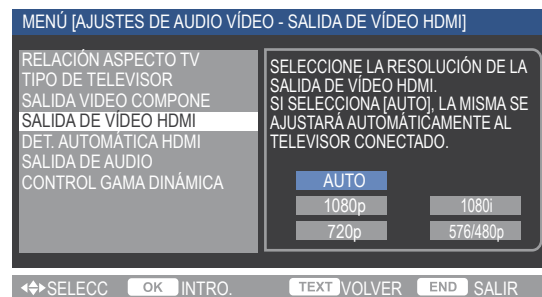 MENÚ [AJUSTES DE AUDIO VÍDEO - SALIDA DE VÍDEO HDMI]
RELACIÓN ASPECTO TV
TIPO DE TELEVISOR
SALIDA VIDEO COMPONE
SALIDA DE VÍDEO HDMI
DET. AUTOMÁTICA HDMI
SALIDA DE AUDIO
CONTROL GAMA DINÁMICA
SELECCIONE LA RESOLUCIÓN DE LA
SALIDA DE VÍDEO HDMI.
SI SELECCIONA [AUTO], LA MISMA SE
AJUSTARÁ AUTOMÁTICAMENTE AL
TELEVISOR CONECTADO.
AUTO
1080p 1080i
720p 576/480p
SELECC OK INTRO. TEXT VOLVER END SALIR